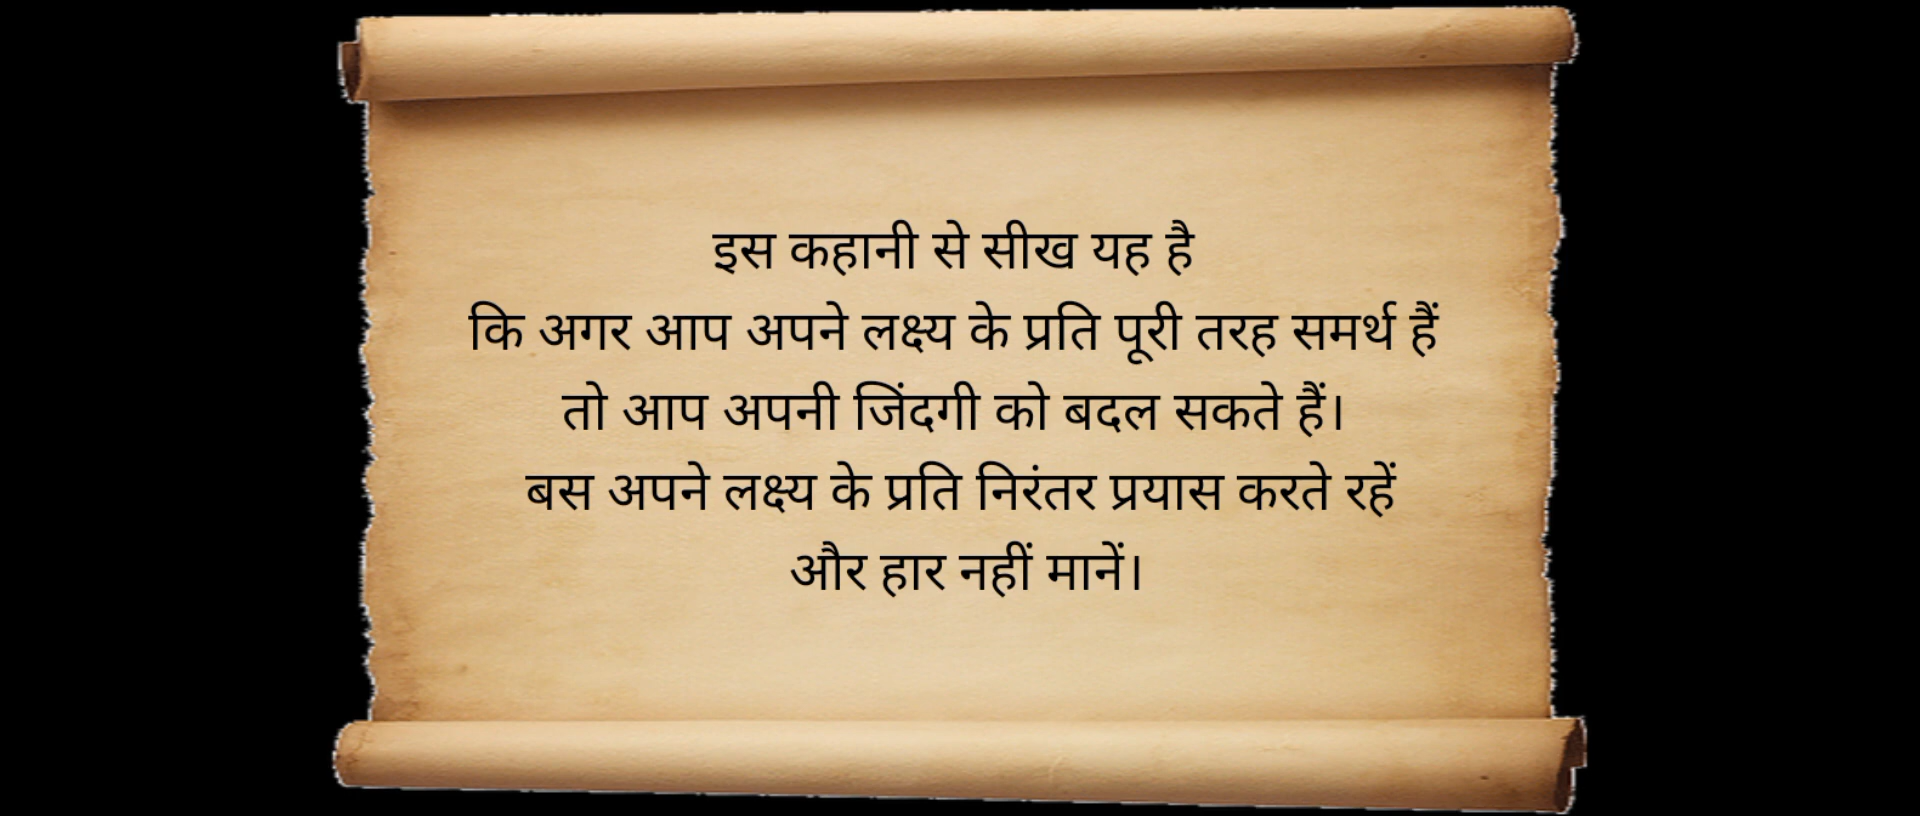 इस कहानी से सीख यह है
कि अगर आप अपने लक्ष्य के प्रति पूरी तरह समर्थ हैं
तो आप अपनी जिंदगी को बदल सकते हैं।
बस अपने लक्ष्य के प्रति निरंतर प्रयास करते रहें
और हार नहीं मानें।